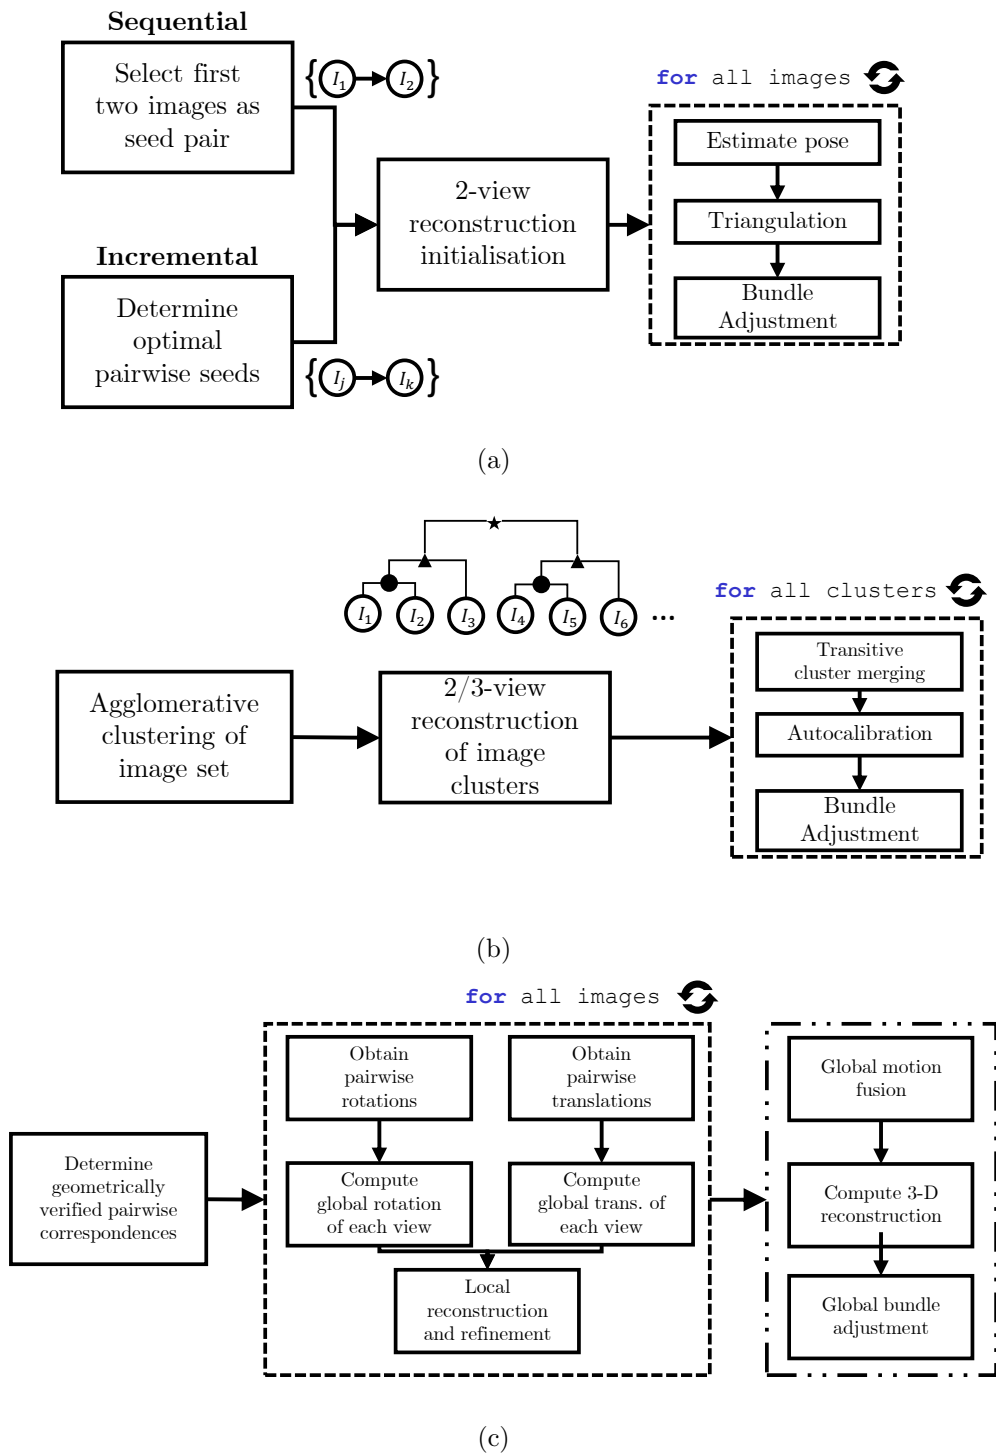 Sequential
Select first
two images as
seed pair
{ I₁ I₂ }
for all images
Estimate pose
Triangulation
Bundle
Adjustment
2-view
reconstruction
initialisation
Incremental
Determine
optimal
pairwise seeds
{ Iⱼ Iₖ }
(a)
I₁ I₂ I₃ I₄ I₅ I₆ ...
for all clusters
Agglomerative
clustering of
image set
2/3-view
reconstruction
of image
clusters
Transitive
cluster merging
Autocalibration
Bundle
Adjustment
(b)
for all images
Determine
geometrically
verified pairwise
correspondences
Obtain
pairwise
rotations
Obtain
pairwise
translations
Compute
global rotation
of each view
Compute
global trans. of
each view
Local
reconstruction
and refinement
Global motion
fusion
Compute 3-D
reconstruction
Global bundle
adjustment
(c)